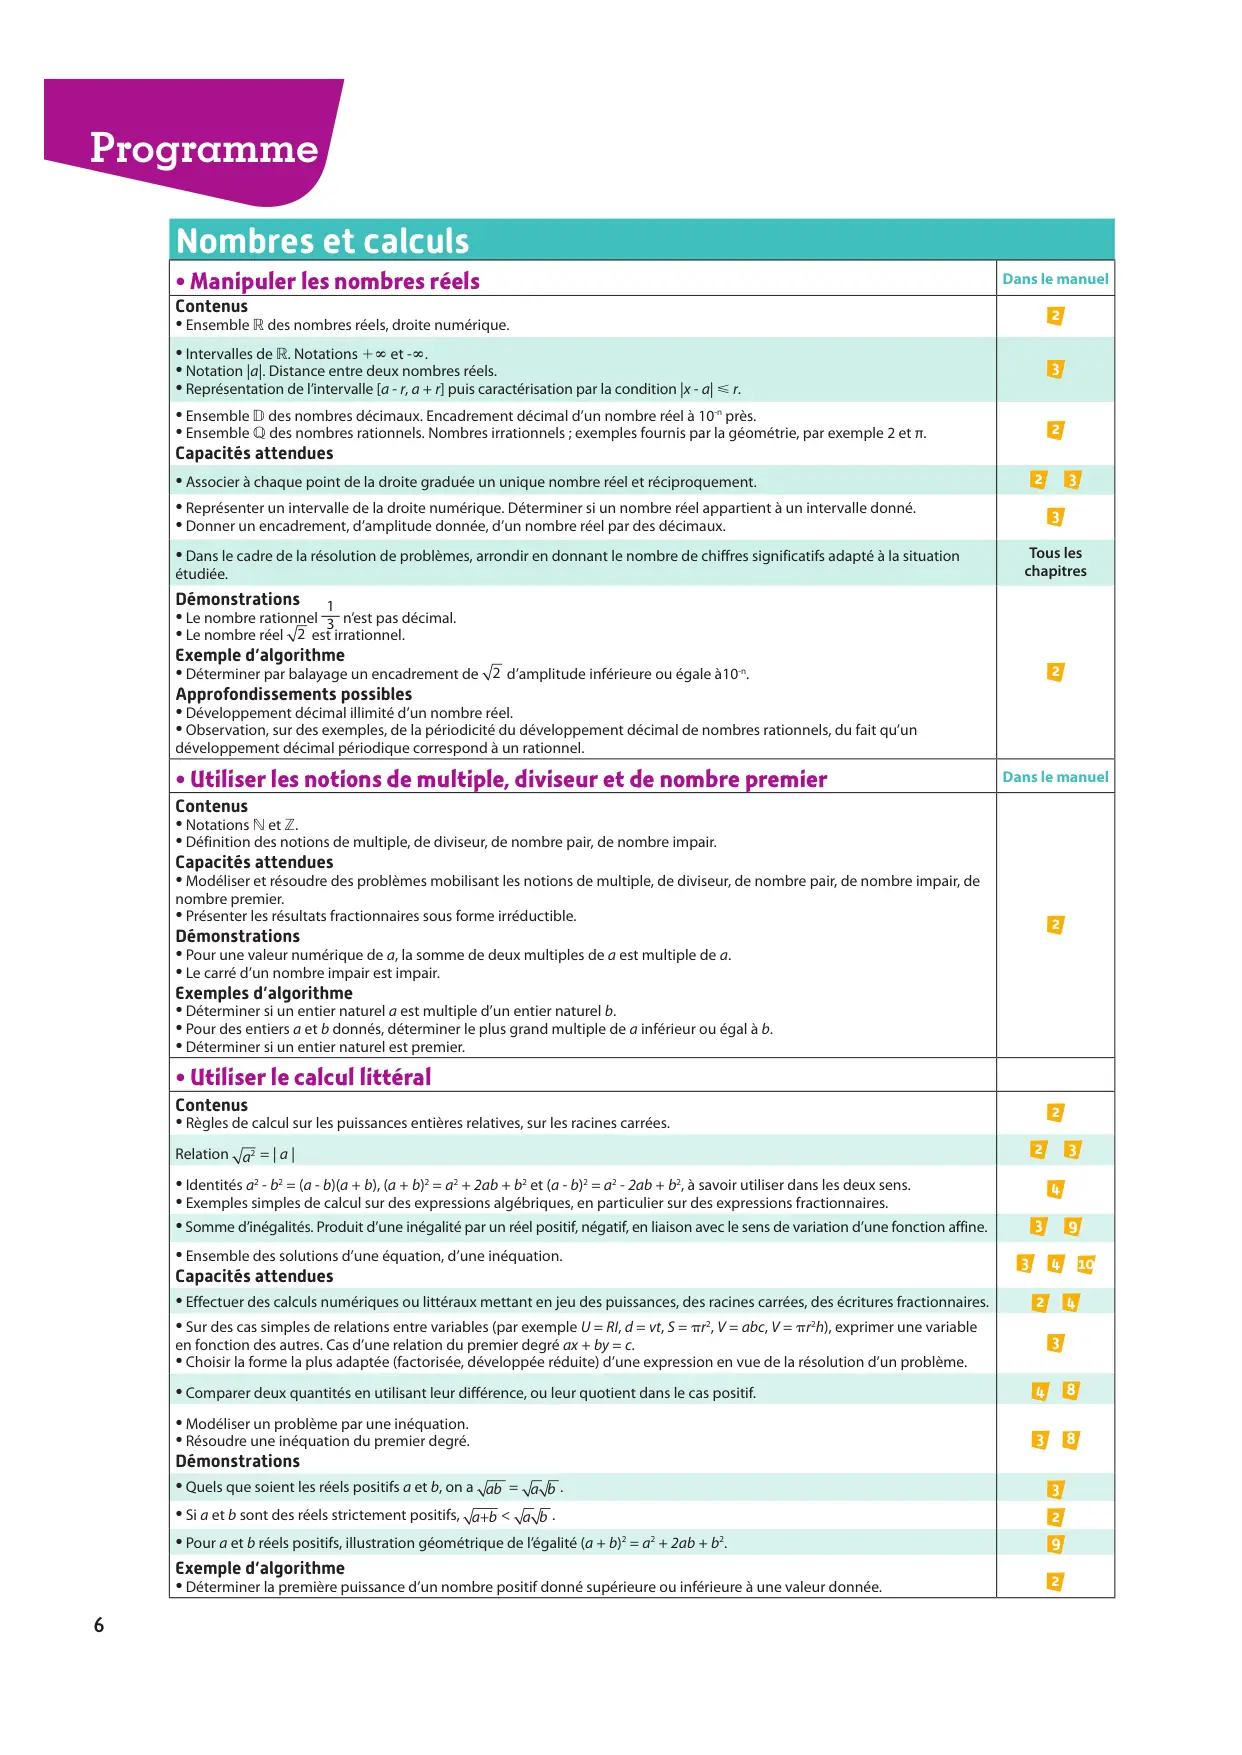 Programme
Nombres et calculs
• Manipuler les nombres réels
Dans le manuel
Contenus
• Ensemble ℝ des nombres réels, droite numérique.
2
• Intervalles de ℝ. Notations +∞ et -∞.
• Notation |a|. Distance entre deux nombres réels.
• Représentation de l’intervalle [a - r, a + r] puis caractérisation par la condition |x - a| ⩽ r.
3
• Ensemble 𝔻 des nombres décimaux. Encadrement décimal d’un nombre réel à 10⁻ⁿ près.
• Ensemble ℚ des nombres rationnels. Nombres irrationnels ; exemples fournis par la géométrie, par exemple 2 et π.
Capacités attendues
2
• Associer à chaque point de la droite graduée un unique nombre réel et réciproquement.
2 3
• Représenter un intervalle de la droite numérique. Déterminer si un nombre réel appartient à un intervalle donné.
• Donner un encadrement, d’amplitude donnée, d’un nombre réel par des décimaux.
3
• Dans le cadre de la résolution de problèmes, arrondir en donnant le nombre de chiffres significatifs adapté à la situation
étudiée.
Tous les
chapitres
Démonstrations
• Le nombre rationnel 1/3 n’est pas décimal.
• Le nombre réel √2 est irrationnel.
Exemple d’algorithme
• Déterminer par balayage un encadrement de √2 d’amplitude inférieure ou égale à10⁻ⁿ.
Approfondissements possibles
• Développement décimal illimité d’un nombre réel.
• Observation, sur des exemples, de la périodicité du développement décimal de nombres rationnels, du fait qu’un
développement décimal périodique correspond à un rationnel.
2
• Utiliser les notions de multiple, diviseur et de nombre premier
Dans le manuel
Contenus
• Notations ℕ et ℤ.
• Définition des notions de multiple, de diviseur, de nombre pair, de nombre impair.
Capacités attendues
• Modéliser et résoudre des problèmes mobilisant les notions de multiple, de diviseur, de nombre pair, de nombre impair, de
nombre premier.
• Présenter les résultats fractionnaires sous forme irréductible.
Démonstrations
• Pour une valeur numérique de a, la somme de deux multiples de a est multiple de a.
• Le carré d’un nombre impair est impair.
Exemples d’algorithme
• Déterminer si un entier naturel a est multiple d’un entier naturel b.
• Pour des entiers a et b donnés, déterminer le plus grand multiple de a inférieur ou égal à b.
• Déterminer si un entier naturel est premier.
2
• Utiliser le calcul littéral
Contenus
• Règles de calcul sur les puissances entières relatives, sur les racines carrées.
2
Relation √a² = | a |
2 3
• Identités a² - b² = (a - b)(a + b), (a + b)² = a² + 2ab + b² et (a - b)² = a² - 2ab + b², à savoir utiliser dans les deux sens.
• Exemples simples de calcul sur des expressions algébriques, en particulier sur des expressions fractionnaires.
4
• Somme d’inégalités. Produit d’une inégalité par un réel positif, négatif, en liaison avec le sens de variation d’une fonction affine.
3 9
• Ensemble des solutions d’une équation, d’une inéquation.
Capacités attendues
3 4 10
• Effectuer des calculs numériques ou littéraux mettant en jeu des puissances, des racines carrées, des écritures fractionnaires.
2 4
• Sur des cas simples de relations entre variables (par exemple U = RI, d = vt, S = πr², V = abc, V = πr²h), exprimer une variable
en fonction des autres. Cas d’une relation du premier degré ax + by = c.
• Choisir la forme la plus adaptée (factorisée, développée réduite) d’une expression en vue de la résolution d’un problème.
3
• Comparer deux quantités en utilisant leur différence, ou leur quotient dans le cas positif.
4 8
• Modéliser un problème par une inéquation.
• Résoudre une inéquation du premier degré.
Démonstrations
3 8
• Quels que soient les réels positifs a et b, on a √ab = √a√b .
3
• Si a et b sont des réels strictement positifs, √a+b < √a√b .
2
• Pour a et b réels positifs, illustration géométrique de l’égalité (a + b)² = a² + 2ab + b².
9
Exemple d’algorithme
• Déterminer la première puissance d’un nombre positif donné supérieure ou inférieure à une valeur donnée.
2
6